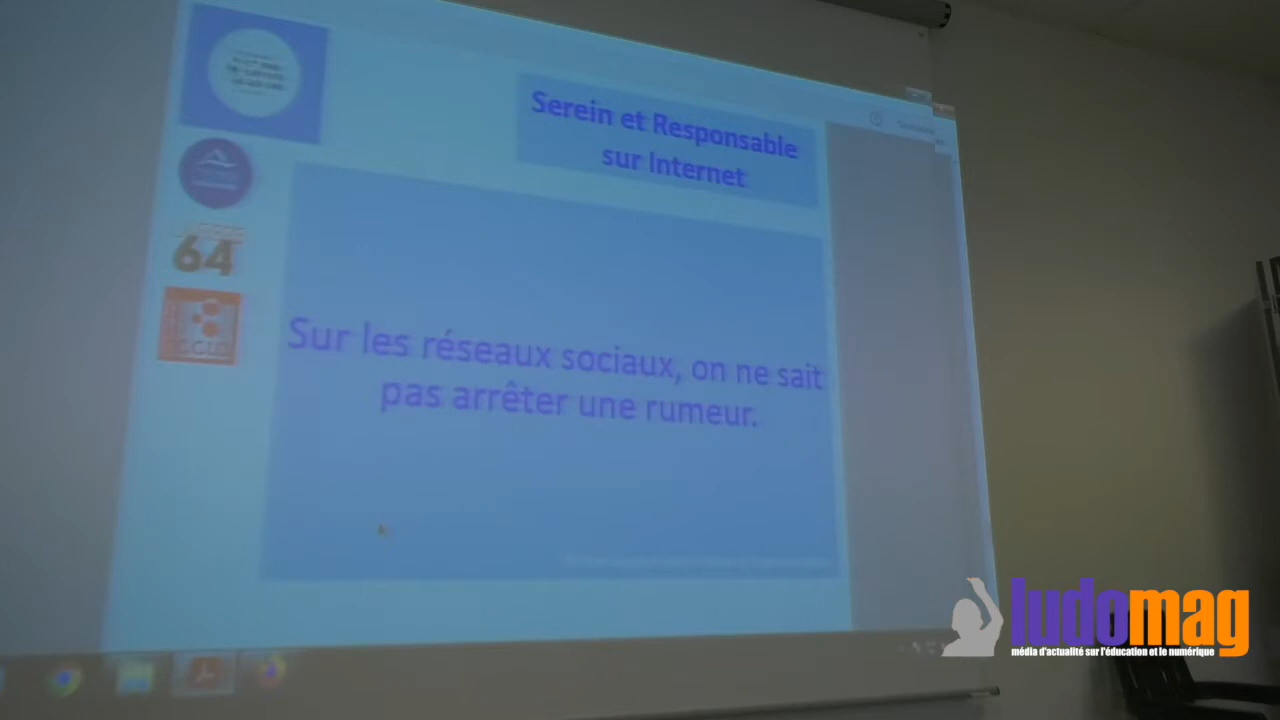 Serein et Responsable
sur Internet
64
Sur les réseaux sociaux, on ne sait
pas arrêter une rumeur.
ludomag
média d'actualité sur l'éducation et le numérique